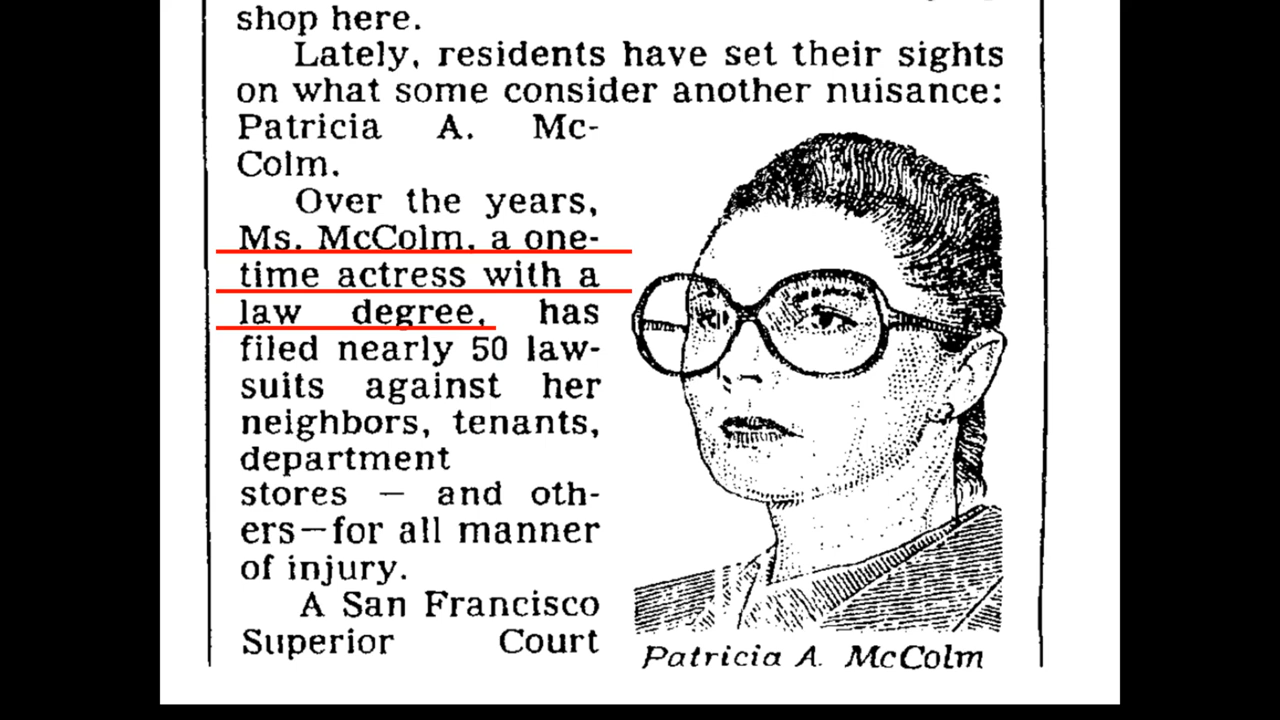 shop here.
Lately, residents have set their sights
on what some consider another nuisance:
Patricia A. Mc-
Colm.
Over the years,
Ms. McColm, a one-
time actress with a
law degree, has
filed nearly 50 law-
suits against her
neighbors, tenants,
department
stores — and oth-
ers—for all manner
of injury.
A San Francisco
Superior Court
Patricia A. McColm